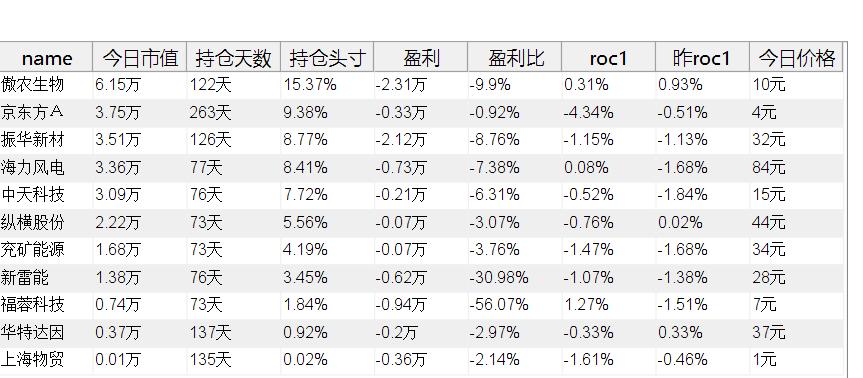 name 今日市值 持仓天数 持仓头寸 盈利 盈利比 roc1 昨roc1 今日价格
傲农生物 6.15万 122天 15.37% -2.31万 -9.9% 0.31% 0.93% 10元
京东方Ａ 3.75万 263天 9.38% -0.33万 -0.92% -4.34% -0.51% 4元
振华新材 3.51万 126天 8.77% -2.12万 -8.76% -1.15% -1.13% 32元
海力风电 3.36万 77天 8.41% -0.73万 -7.38% 0.08% -1.68% 84元
中天科技 3.09万 76天 7.72% -0.21万 -6.31% -0.52% -1.84% 15元
纵横股份 2.22万 73天 5.56% -0.07万 -3.07% -0.76% 0.02% 44元
兖矿能源 1.68万 73天 4.19% -0.07万 -3.76% -1.47% -1.68% 34元
新雷能 1.38万 76天 3.45% -0.62万 -30.98% -1.07% -1.38% 28元
福蓉科技 0.74万 73天 1.84% -0.94万 -56.07% 1.27% -1.51% 7元
华特达因 0.37万 137天 0.92% -0.2万 -2.97% -0.33% 0.33% 37元
上海物贸 0.01万 135天 0.02% -0.36万 -2.14% -1.61% -0.46% 1元